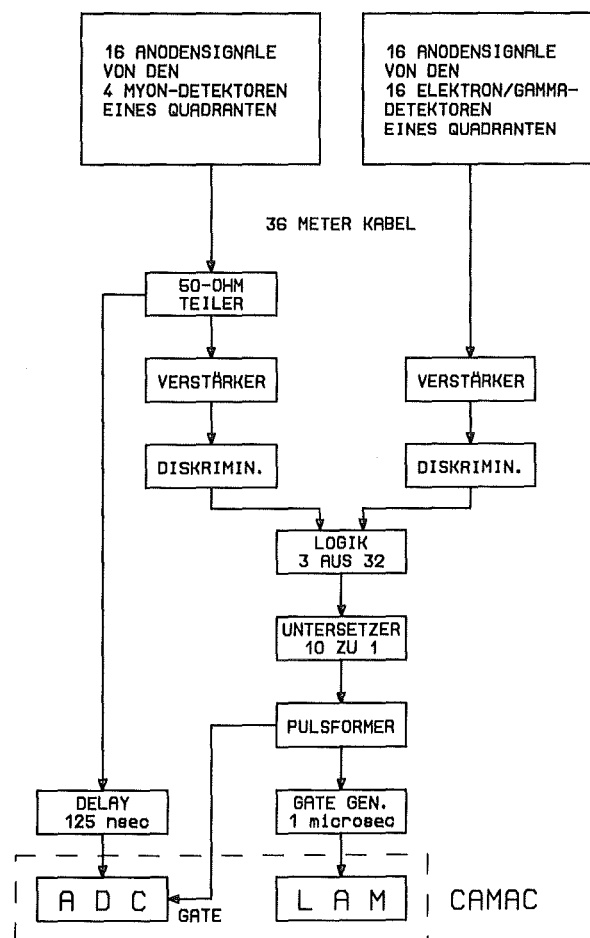 16 ANODENSIGNALE
VON DEN
4 MYON-DETEKTOREN
EINES QUADRANTEN
16 ANODENSIGNALE
VON DEN
16 ELEKTRON/GAMMA-
DETEKTOREN
EINES QUADRANTEN
36 METER KABEL
50-OHM
TEILER
VERSTÄRKER
VERSTÄRKER
DISKRIMIN.
DISKRIMIN.
LOGIK
3 AUS 32
UNTERSETZER
10 ZU 1
PULSFORMER
DELAY
125 nsec
GATE GEN.
1 microsec
A D C
GATE
L A M
CAMAC